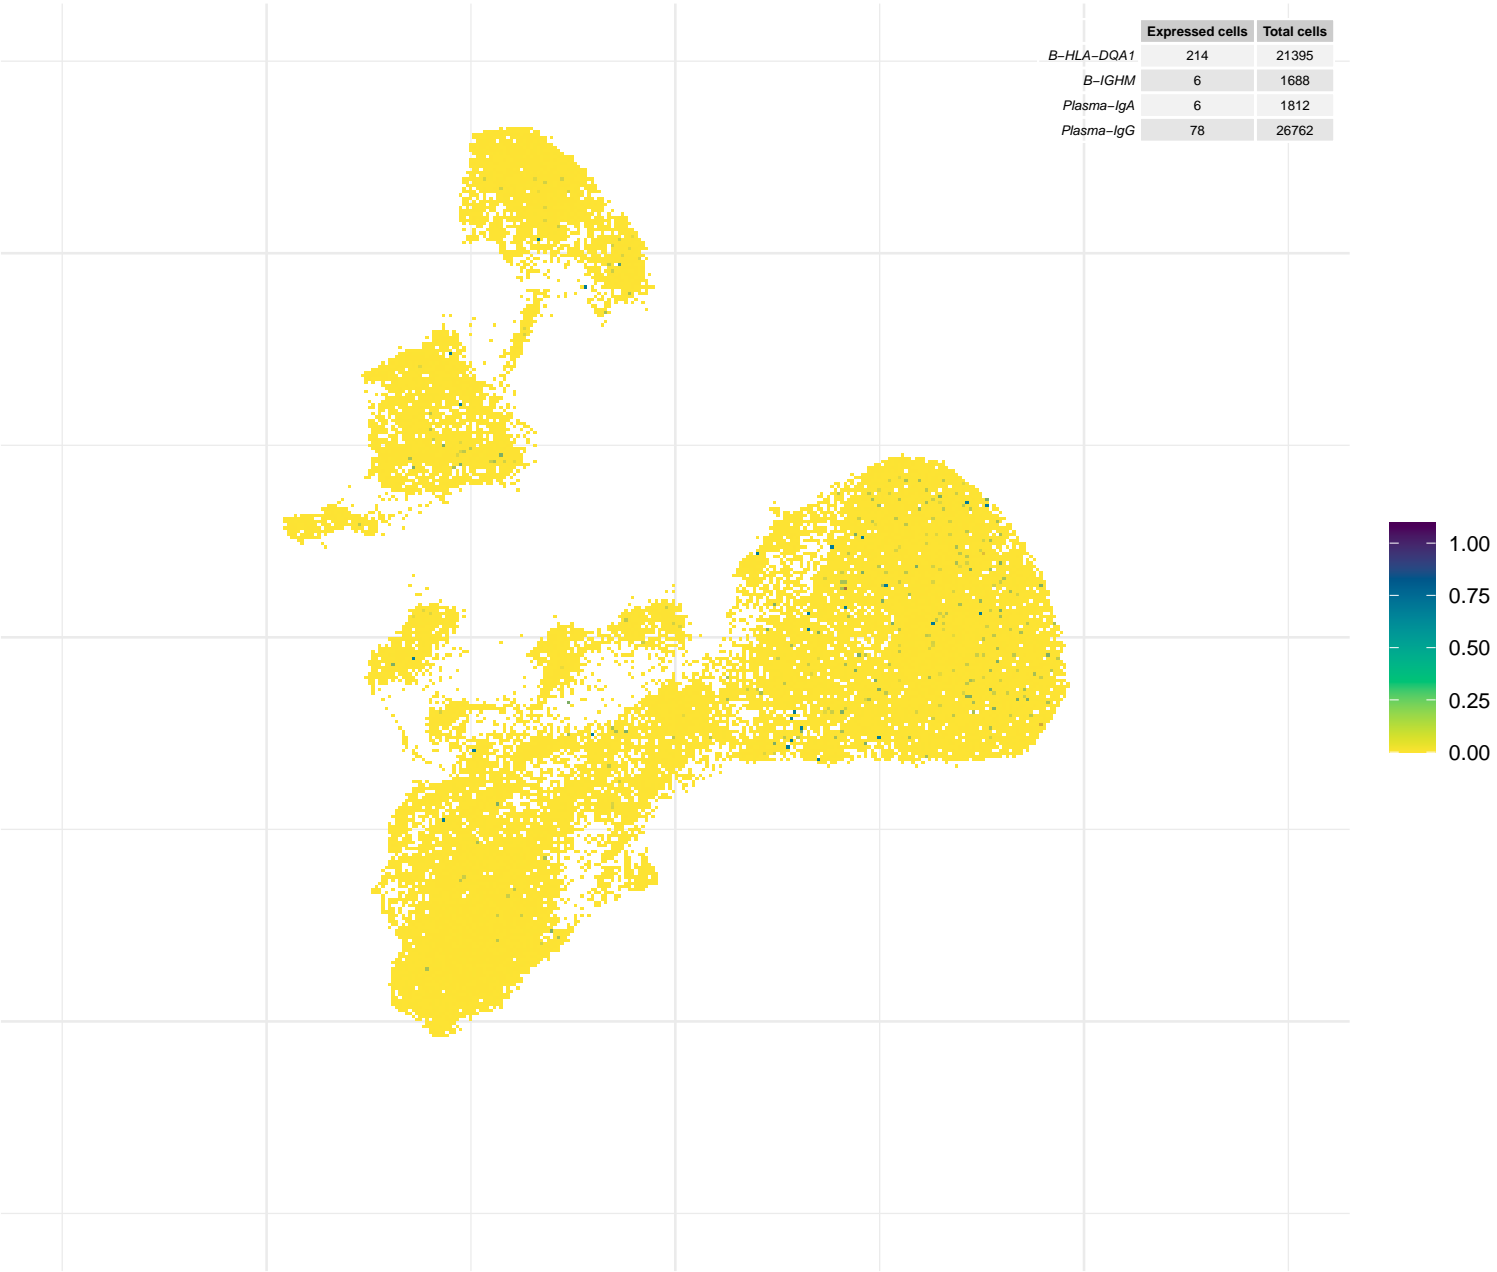 Expressed cells Total cells
B−HLA−DQA1 214 21395
B−IGHM 6 1688
Plasma−IgA 6 1812
Plasma−IgG 78 26762
1.00
0.75
0.50
0.25
0.00